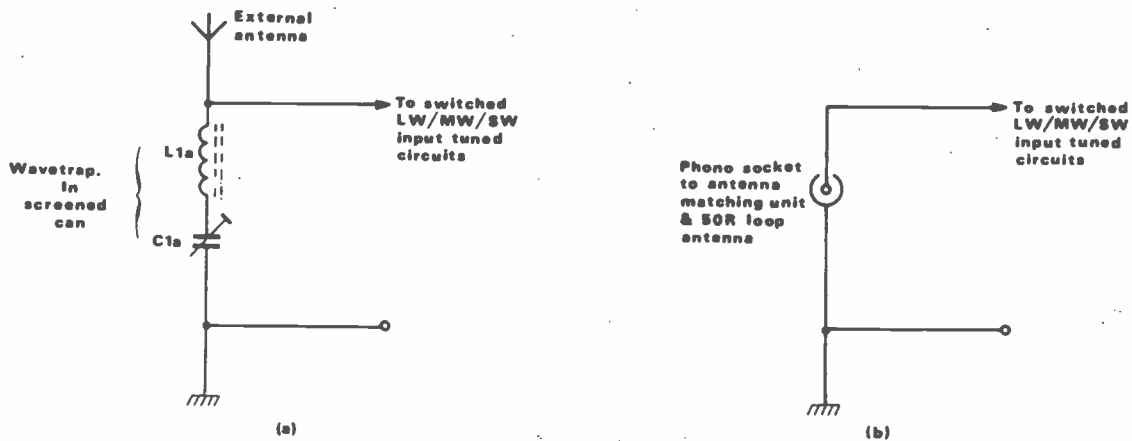 External
antenna
To switched
LW/MW/SW
input tuned
circuits
L1a
Wavetrap.
In
screened
can
C1a
(a)
To switched
LW/MW/SW
input tuned
circuits
Phono socket
to antenna
matching unit
& 50R loop
antenna
(b)